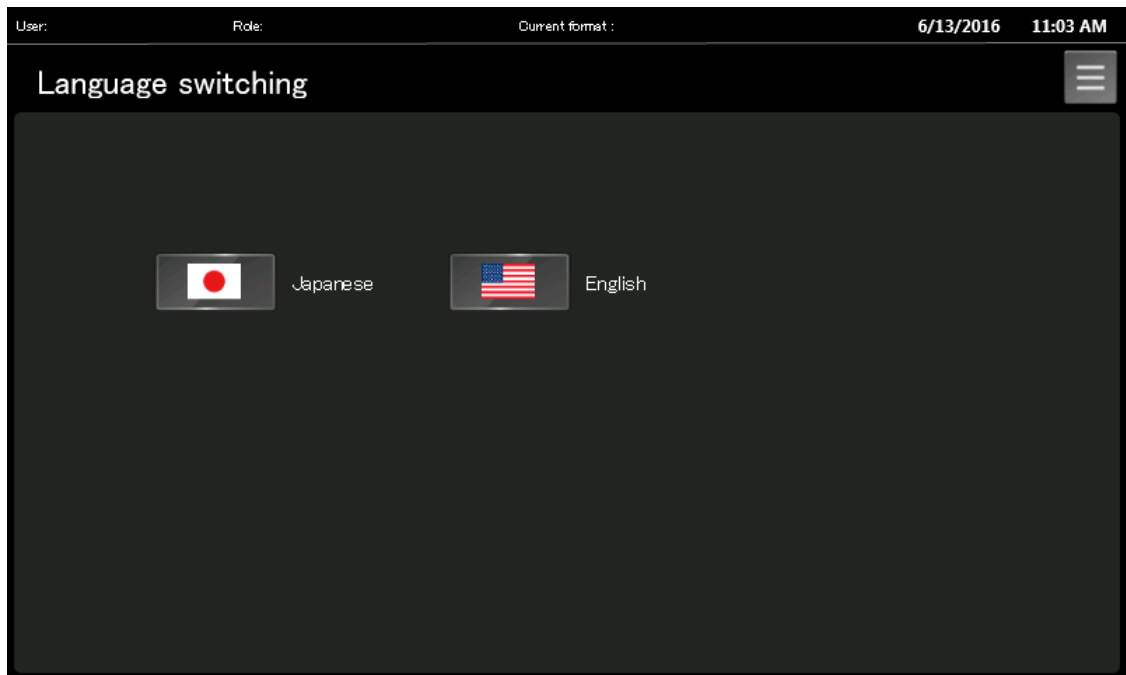 User: Role: Current format : 6/13/2016 11:03 AM
Language switching
Japanese English